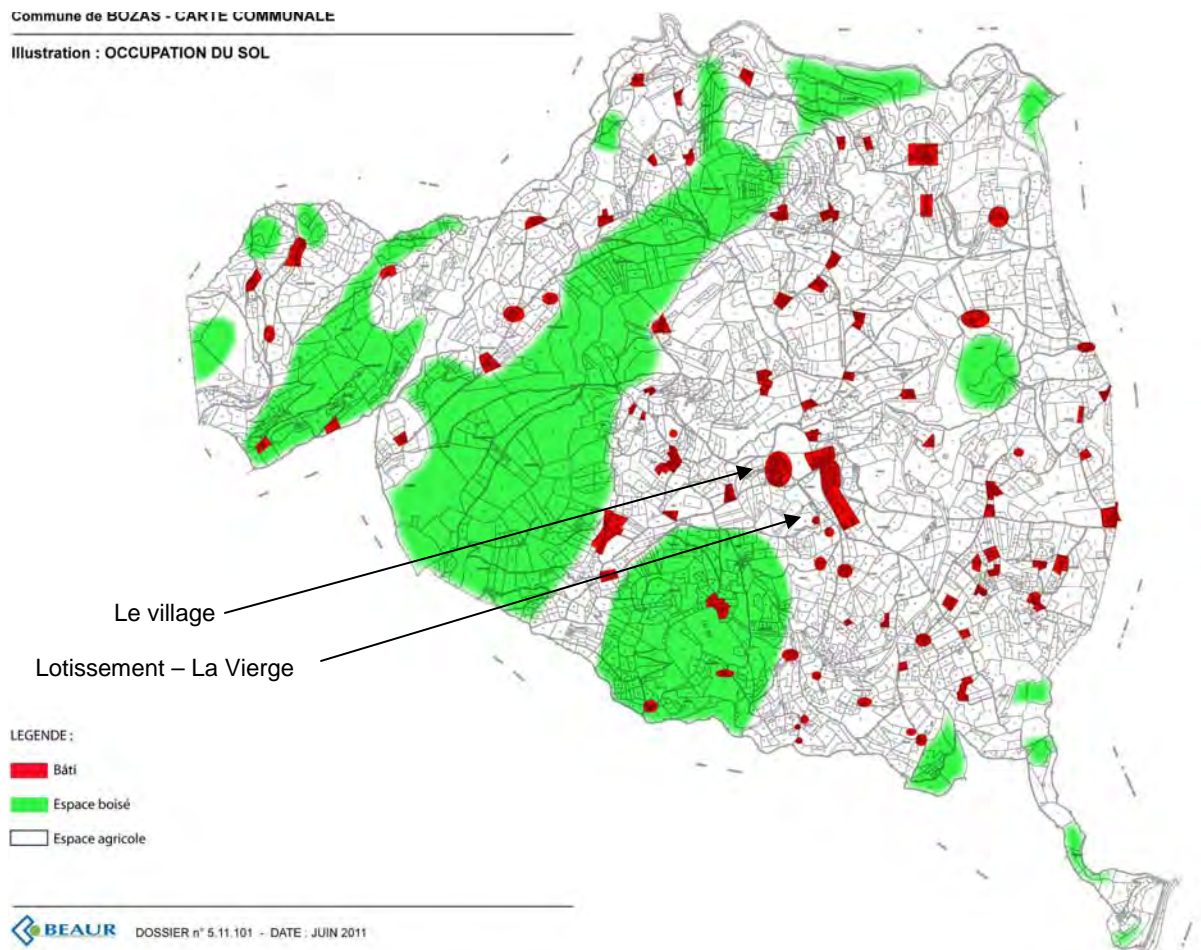 Commune de BOZAS - CARTE COMMUNALE
Illustration : OCCUPATION DU SOL
Le village
Lotissement – La Vierge
LEGENDE :
Bâti
Espace boisé
Espace agricole
BEAUR DOSSIER n° 5.11.101 - DATE : JUIN 2011